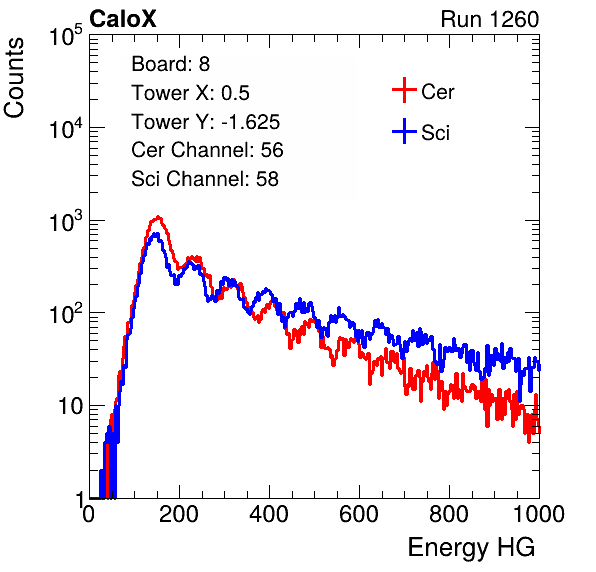 CaloX Run 1260
Counts
10^5
10^4
10^3
10^2
10
1
Board: 8
Tower X: 0.5
Tower Y: -1.625
Cer Channel: 56
Sci Channel: 58
Cer
Sci
0 200 400 600 800 1000
Energy HG